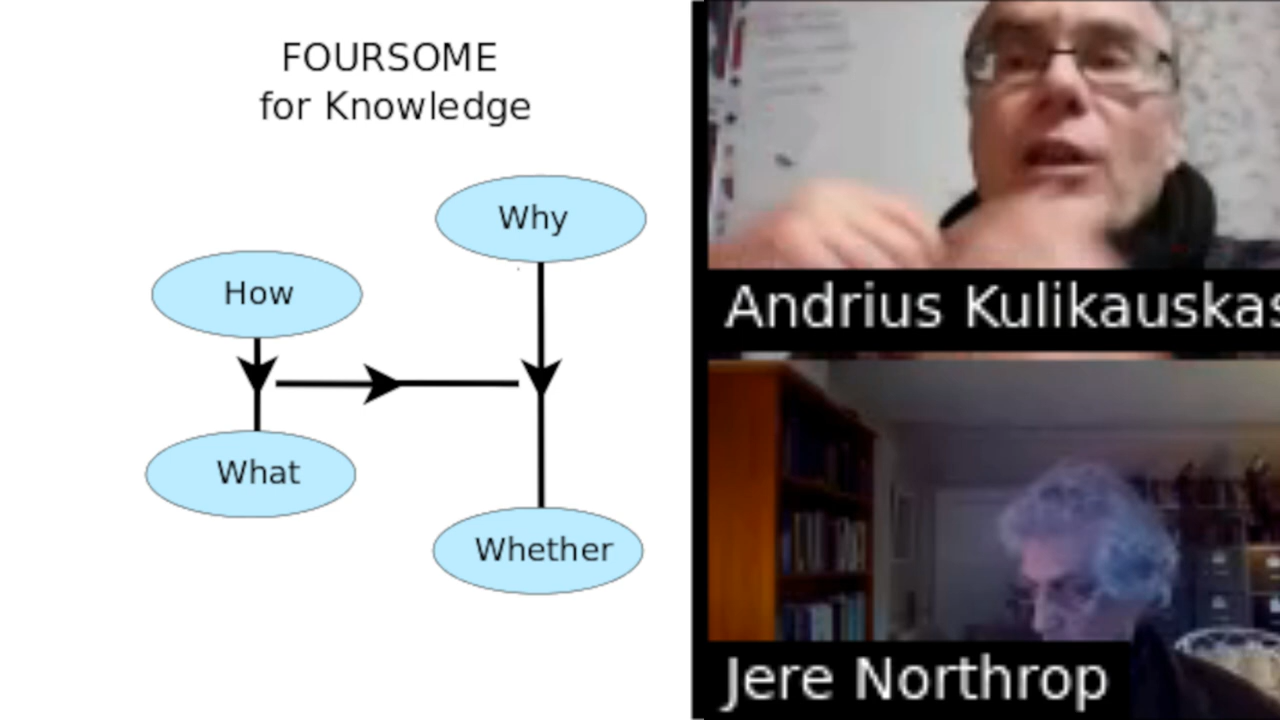 FOURSOME
for Knowledge
Why
How
What
Whether
Andrius Kulikauskas
Jere Northrop